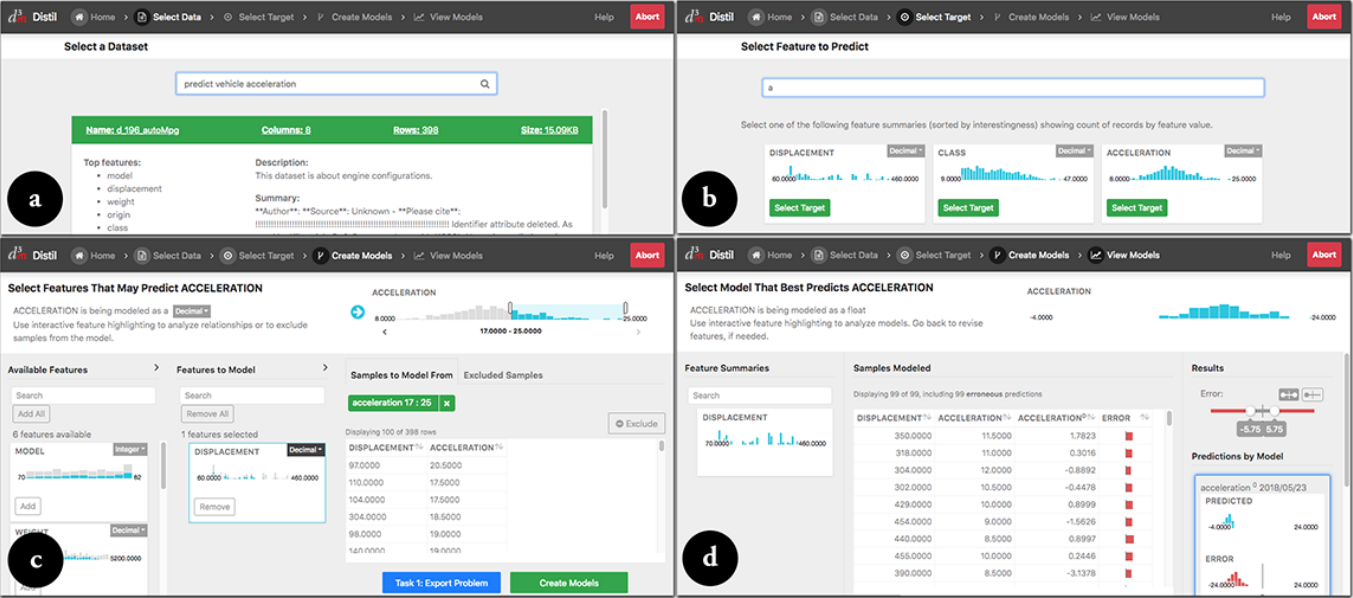 d3m Distil Home > Select Data > Select Target > Create Models > View Models Help Abort
Select a Dataset
predict vehicle acceleration
Name: d_196_autoMpg Columns: 8 Rows: 398 Size: 15.09KB
Top features:
• model
• displacement
• weight
• origin
• class
Description:
This dataset is about engine configurations.
Summary:
**Author**: **Source**: Unknown - **Please cite**:
Identifier attribute deleted. As
a
d3m Distil Home > Select Data > Select Target > Create Models > View Models Help Abort
Select Feature to Predict
a
Select one of the following feature summaries (sorted by interestingness) showing count of records by feature value.
DISPLACEMENT Decimal
60.0000 460.0000
Select Target
CLASS Decimal
9.0000 47.0000
Select Target
ACCELERATION Decimal
8.0000 25.0000
Select Target
b
d3m Distil Home > Select Data > Select Target > Create Models > View Models Help Abort
Select Features That May Predict ACCELERATION
ACCELERATION is being modeled as a Decimal
Use interactive feature highlighting to analyze relationships or to exclude
samples from the model.
ACCELERATION
8.0000 25.0000
< 17.0000 - 25.0000 >
Available Features >
Search
Add All
6 features available
MODEL Integer
70 82
Add
WEIGHT Decimal
5200.0000
Features to Model >
Search
Remove All
1 features selected
DISPLACEMENT Decimal
60.0000 460.0000
Remove
Samples to Model From Excluded Samples
acceleration 17 : 25 x
Exclude
Displaying 100 of 398 rows
DISPLACEMENT ACCELERATION
97.0000 20.5000
110.0000 17.5000
104.0000 17.5000
304.0000 18.5000
98.0000 19.0000
140.0000 19.0000
Task 1: Export Problem Create Models
c
d3m Distil Home > Select Data > Select Target > Create Models > View Models Help Abort
Select Model That Best Predicts ACCELERATION
ACCELERATION is being modeled as a float
Use interactive feature highlighting to analyze models. Go back to revise
features, if needed.
ACCELERATION
-4.0000 24.0000
Feature Summaries
Search
DISPLACEMENT
70.0000 460.0000
Samples Modeled
Displaying 99 of 99, including 99 erroneous predictions
DISPLACEMENT ACCELERATION ACCELERATION ERROR
350.0000 11.5000 1.7823
318.0000 11.0000 0.3016
304.0000 12.0000 -0.8892
302.0000 10.5000 -0.4478
429.0000 10.0000 0.8999
454.0000 9.0000 -1.5626
440.0000 8.5000 0.8997
455.0000 10.0000 0.2446
390.0000 8.5000 -3.1378
Results
Error:
-5.75 5.75
Predictions by Model
acceleration 0 2018/05/23
PREDICTED
-4.0000 24.0000
ERROR
-24.0000 24.0000
d